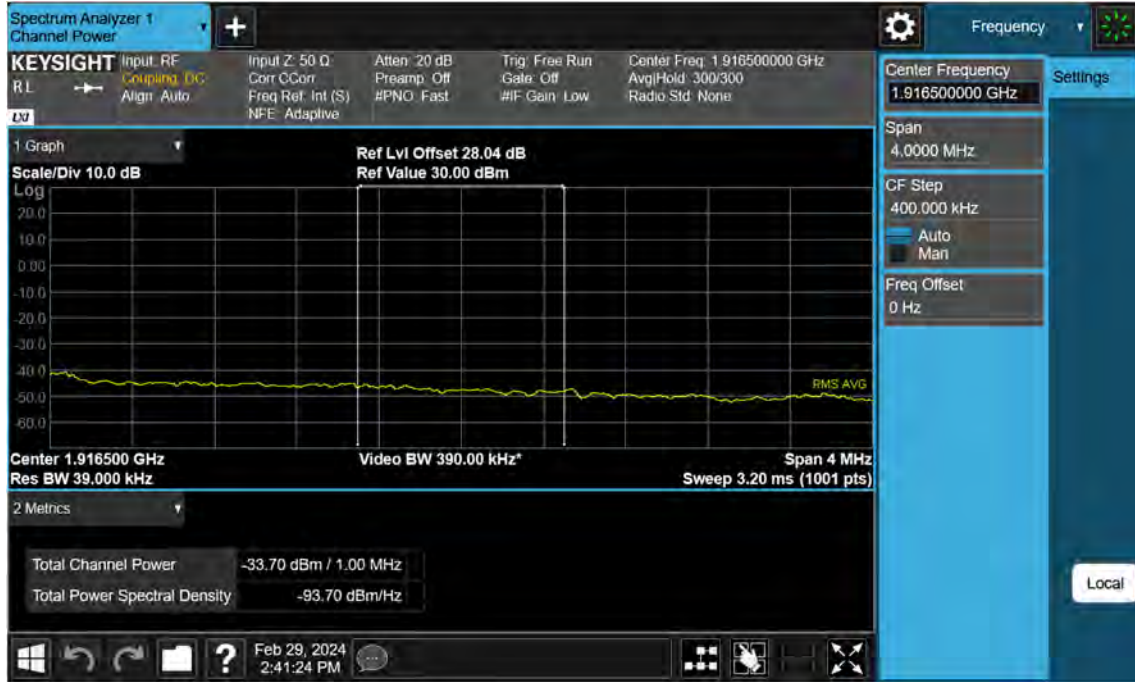 Spectrum Analyzer 1
Channel Power
+
Frequency
KEYSIGHT
RL
LXI
Input: RF
Coupling: DC
Align: Auto
Input Z: 50 Ω
Corr CCorr
Freq Ref: Int (S)
NFE: Adaptive
Atten: 20 dB
Preamp: Off
#PNO: Fast
Trig: Free Run
Gate: Off
#IF Gain: Low
Center Freq: 1.916500000 GHz
Avg|Hold: 300/300
Radio Std: None
Center Frequency
1.916500000 GHz
Settings
Span
4.0000 MHz
CF Step
400.000 kHz
Auto
Man
Freq Offset
0 Hz
Local
1 Graph
Scale/Div 10.0 dB
Ref Lvl Offset 28.04 dB
Ref Value 30.00 dBm
Log
20.0
10.0
0.00
-10.0
-20.0
-30.0
-40.0
-50.0
-60.0
RMS AVG
Center 1.916500 GHz
Res BW 39.000 kHz
Video BW 390.00 kHz*
Span 4 MHz
Sweep 3.20 ms (1001 pts)
2 Metrics
Total Channel Power -33.70 dBm / 1.00 MHz
Total Power Spectral Density -93.70 dBm/Hz
?
Feb 29, 2024
2:41:24 PM